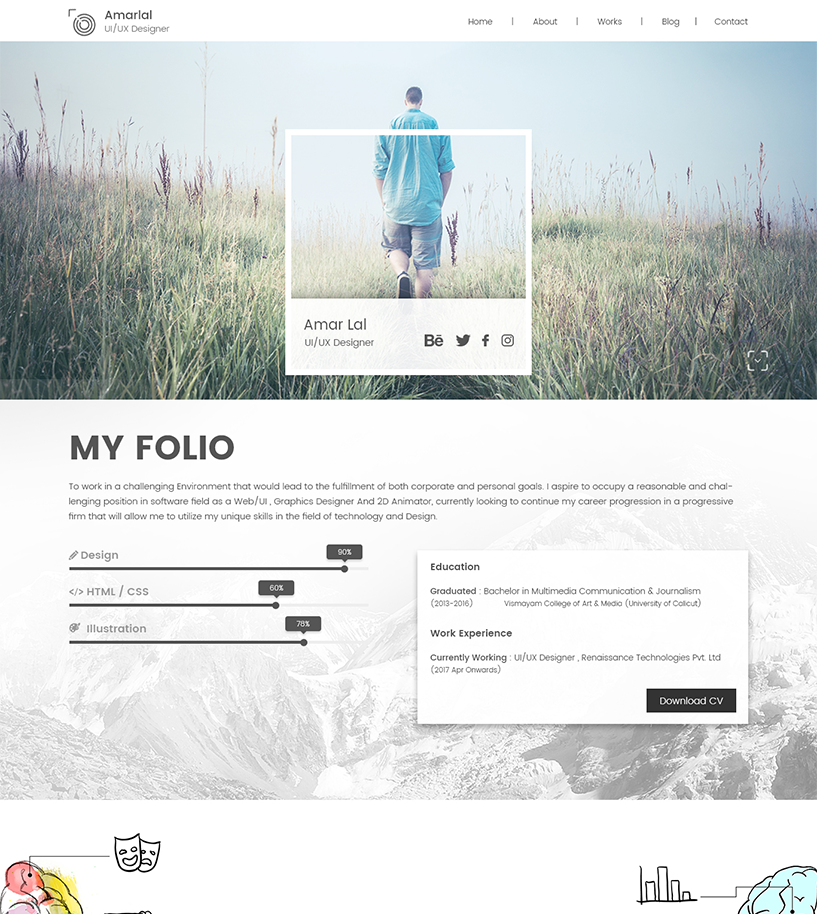 Amarlal
UI/UX Designer
Home | About | Works | Blog | Contact
Amar Lal
UI/UX Designer
Bē
MY FOLIO
To work in a challenging Environment that would lead to the fulfillment of both corporate and personal goals. I aspire to occupy a reasonable and chal-
lenging position in software field as a Web/UI , Graphics Designer And 2D Animator, currently looking to continue my career progression in a progressive
firm that will allow me to utilize my unique skills in the field of technology and Design.
Design
90%
</> HTML / CSS
60%
Illustration
78%
Education
Graduated : Bachelor in Multimedia Communication & Journalism
(2013-2016) Vismayam College of Art & Media (University of Calicut)
Work Experience
Currently Working : UI/UX Designer , Renaissance Technologies Pvt. Ltd
(2017 Apr Onwards)
Download CV